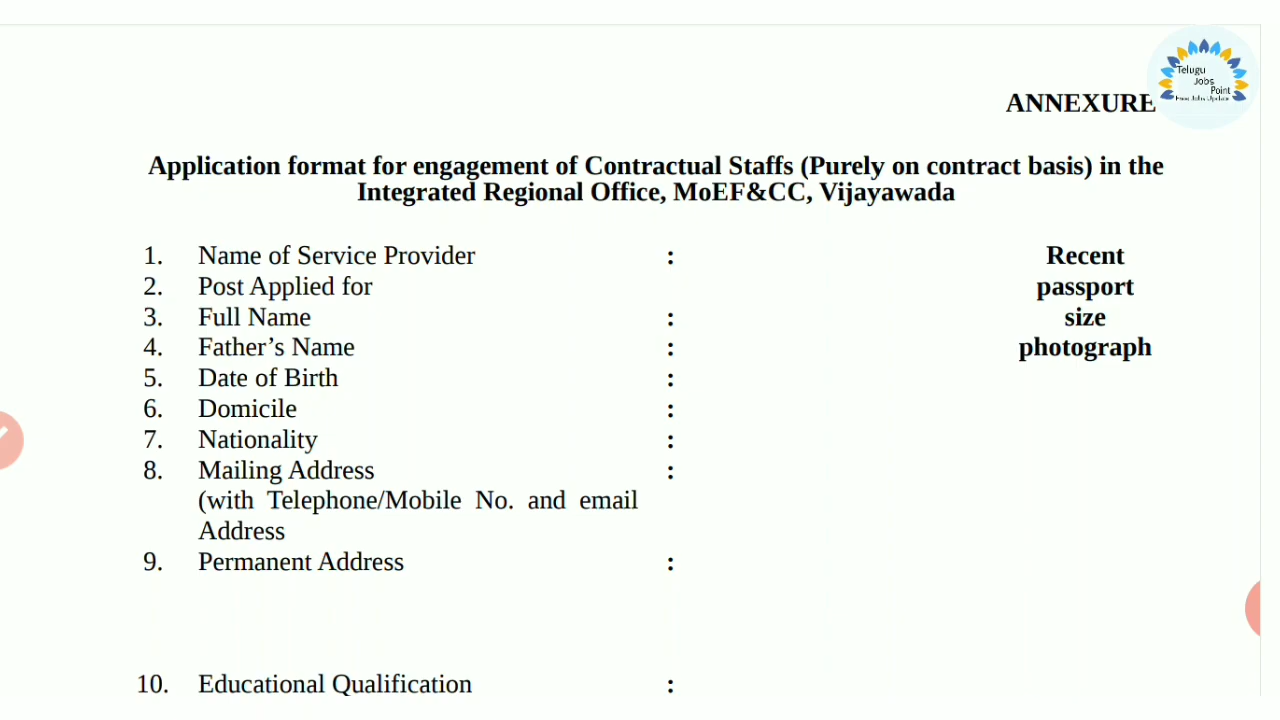 Telugu
Jobs
Point
Free Jobs Update
ANNEXURE
Application format for engagement of Contractual Staffs (Purely on contract basis) in the
Integrated Regional Office, MoEF&CC, Vijayawada
1. Name of Service Provider : Recent
2. Post Applied for passport
3. Full Name : size
4. Father’s Name : photograph
5. Date of Birth :
6. Domicile :
7. Nationality :
8. Mailing Address :
(with Telephone/Mobile No. and email
Address
9. Permanent Address :
10. Educational Qualification :